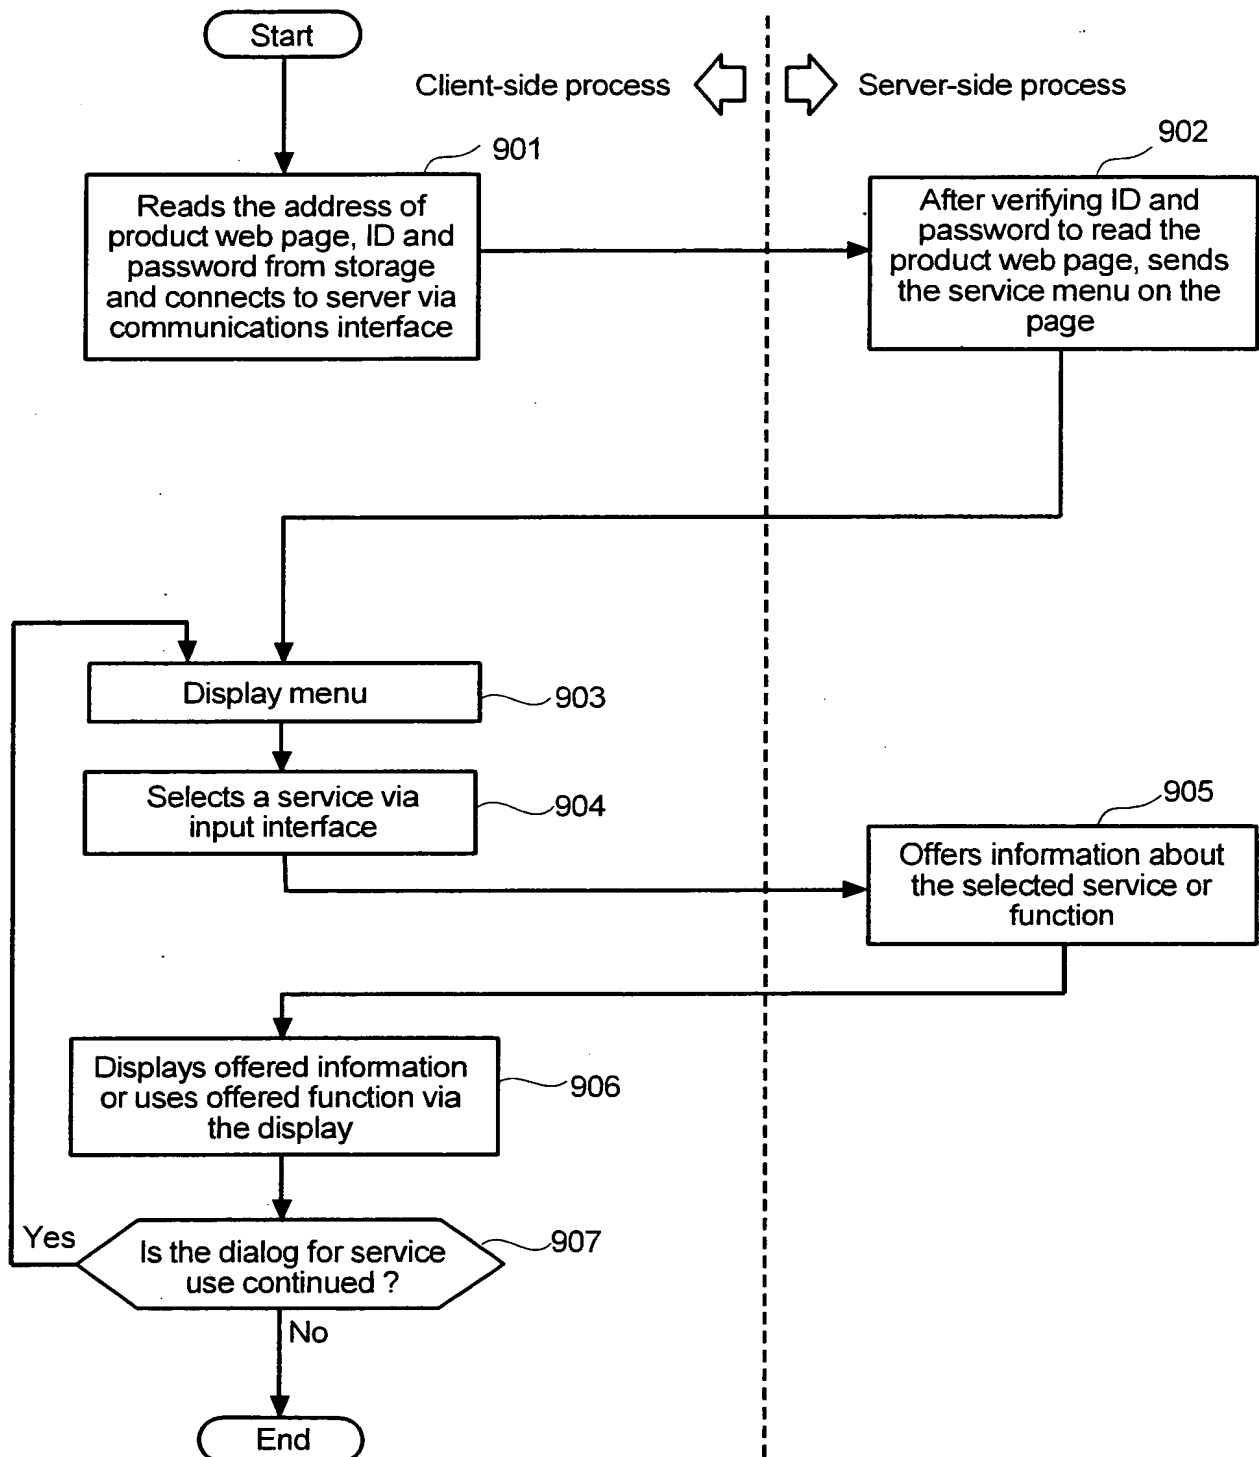 Start
Client-side process
Server-side process
901
902
Reads the address of
product web page, ID and
password from storage
and connects to server via
communications interface
After verifying ID and
password to read the
product web page, sends
the service menu on the
page
Display menu
903
Selects a service via
input interface
904
905
Offers information about
the selected service or
function
Displays offered information
or uses offered function via
the display
906
Yes
Is the dialog for service
use continued ?
907
No
End